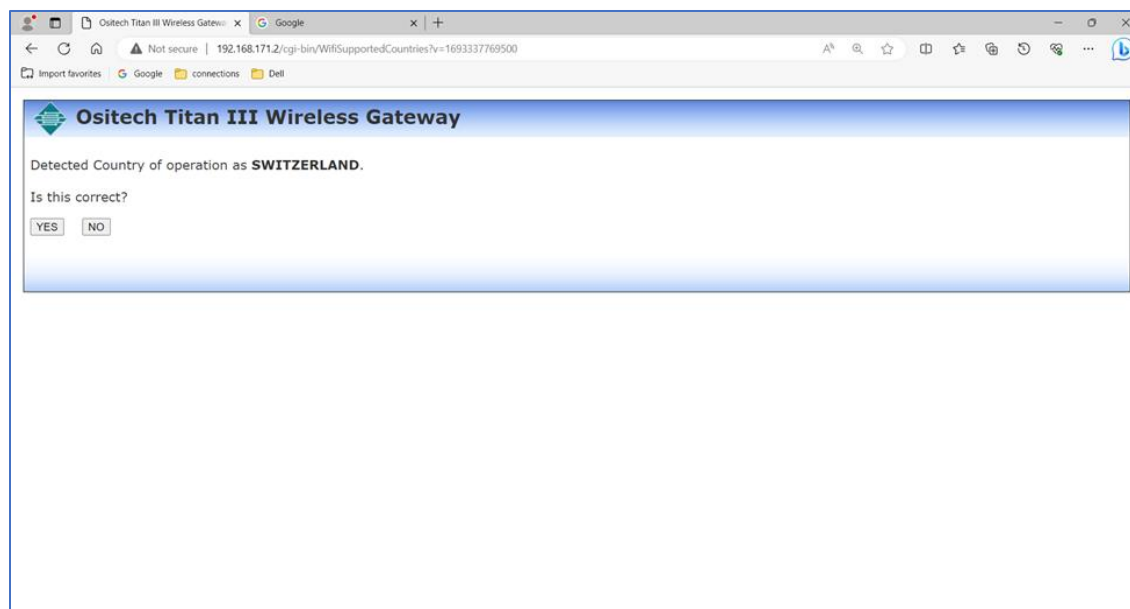 Ositech Titan III Wireless Gatewa
Google
Not secure | 192.168.171.2/cgi-bin/WifiSupportedCountries?v=1693337769500
Import favorites Google connections Dell
Ositech Titan III Wireless Gateway
Detected Country of operation as SWITZERLAND.
Is this correct?
YES NO